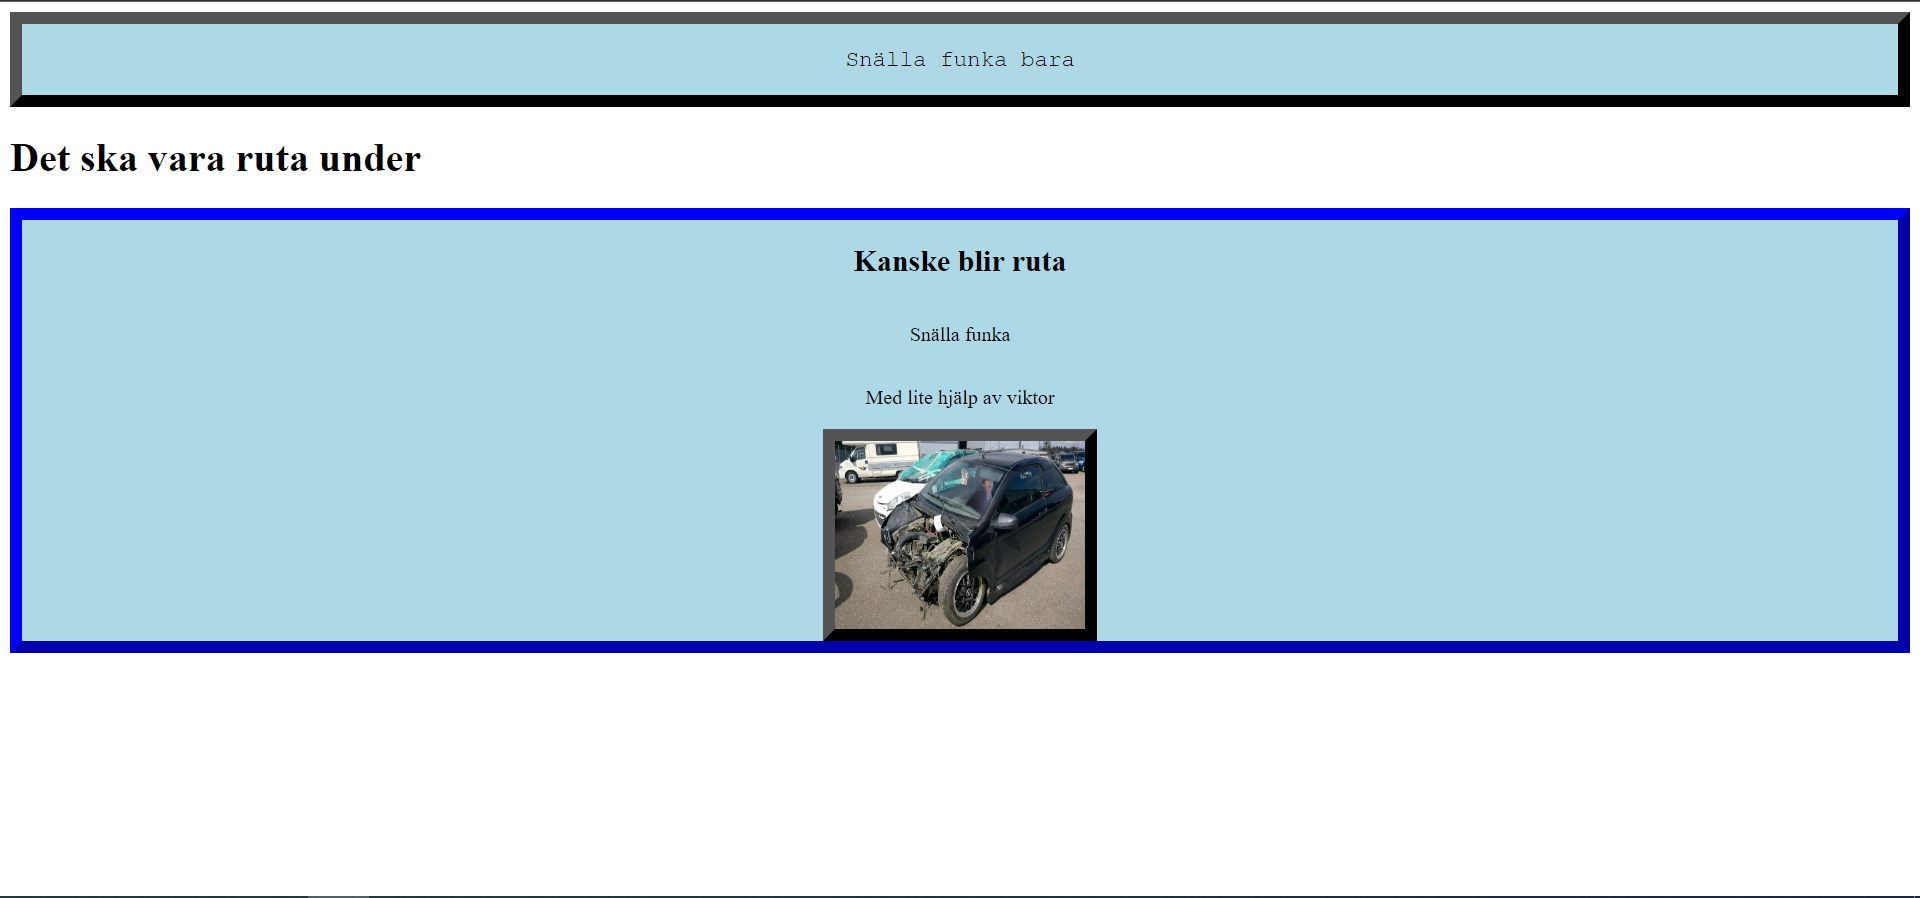 Snälla funka bara
Det ska vara ruta under
Kanske blir ruta
Snälla funka
Med lite hjälp av viktor